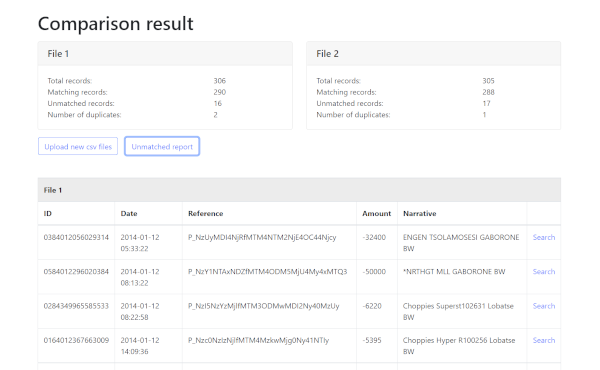 Comparison result
File 1
Total records: 306
Matching records: 290
Unmatched records: 16
Number of duplicates: 2
File 2
Total records: 305
Matching records: 288
Unmatched records: 17
Number of duplicates: 1
Upload new csv files
Unmatched report
File 1
ID Date Reference Amount Narrative
0384012056029314 2014-01-12 P_NzUyMDI4NjRfMTM4NTM2NjE4OC44Njcy -32400 ENGEN TSOLAMOSESI GABORONE Search
05:33:22 BW
0584012296020384 2014-01-12 P_NzY1NTAxNDZfMTM4ODM5MjU4My4xMTQ3 -50000 *NRTHGT MLL GABORONE BW Search
08:13:22
0284349965585533 2014-01-12 P_NzI5NzYzMjlfMTM3ODMwMDI2Ny40MzUy -6220 Choppies Superst102631 Lobatse Search
08:22:58 BW
0164012367663009 2014-01-12 P_Nzc0NzIzNjlfMTM4MzkwMjg0Ny41NTIy -5395 Choppies Hyper R100256 Lobatse Search
14:09:36 BW